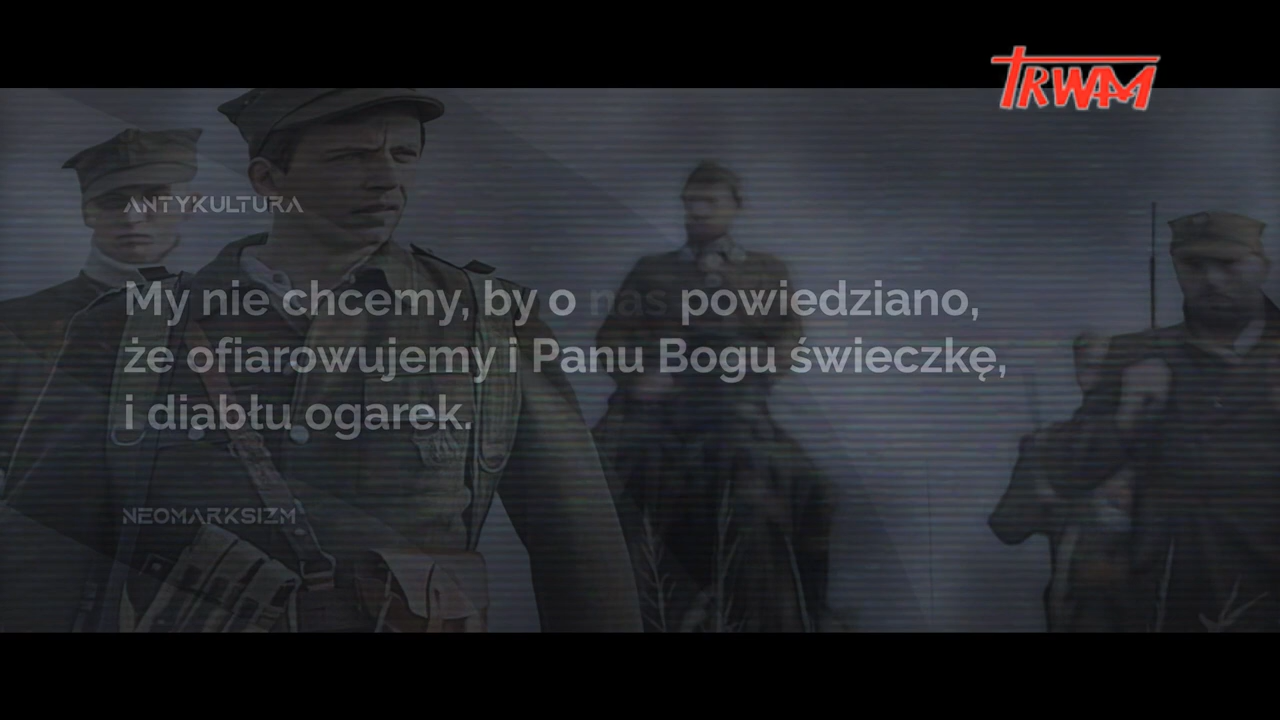 TRWAM
ANTYKULTURA
My nie chcemy, by o nas powiedziano,
że ofiarowujemy i Panu Bogu świeczkę,
i diabłu ogarek.
NEOMARKSIZM